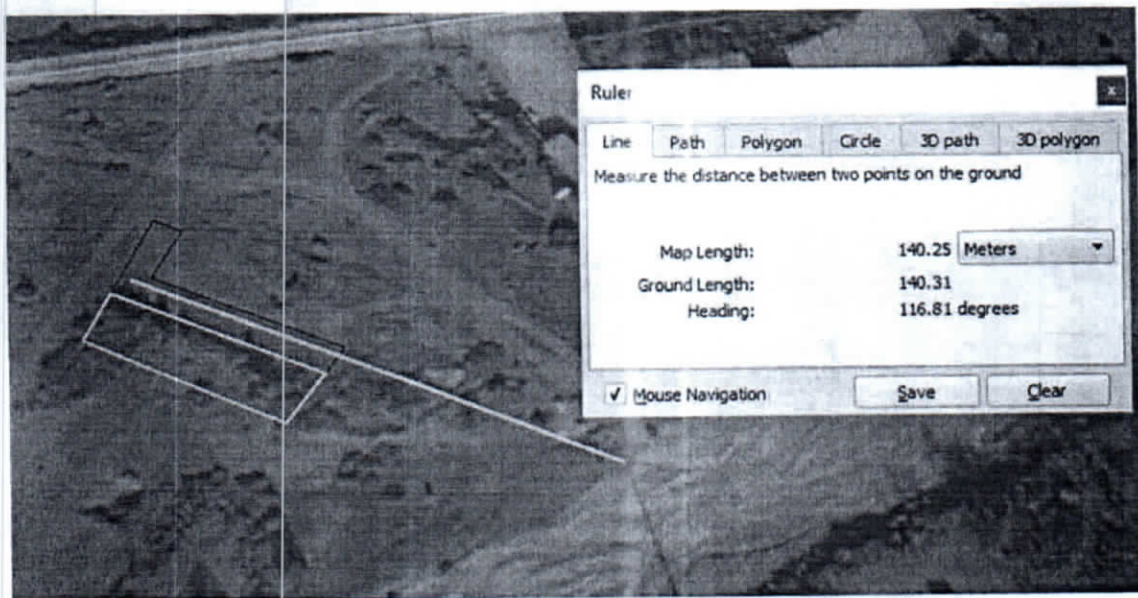 Ruler
Line Path Polygon Circle 3D path 3D polygon
Measure the distance between two points on the ground
Map Length: 140.25 Meters
Ground Length: 140.31
Heading: 116.81 degrees
Mouse Navigation Save Clear